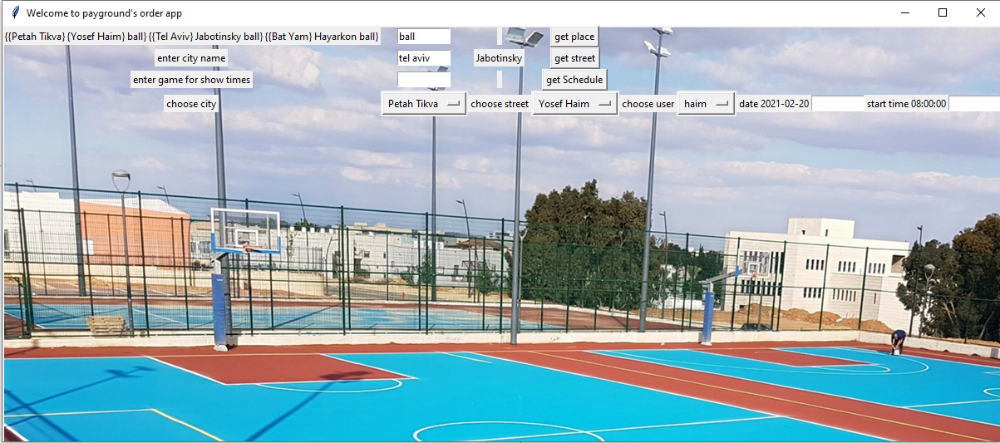 Welcome to payground's order app
{{Petah Tikva} {Yosef Haim} ball} {{Tel Aviv} Jabotinsky ball} {{Bat Yam} Hayarkon ball} ball get place
enter city name tel aviv Jabotinsky get street
enter game for show times get Schedule
choose city Petah Tikva choose street Yosef Haim choose user haim date 2021-02-20 start time 08:00:00